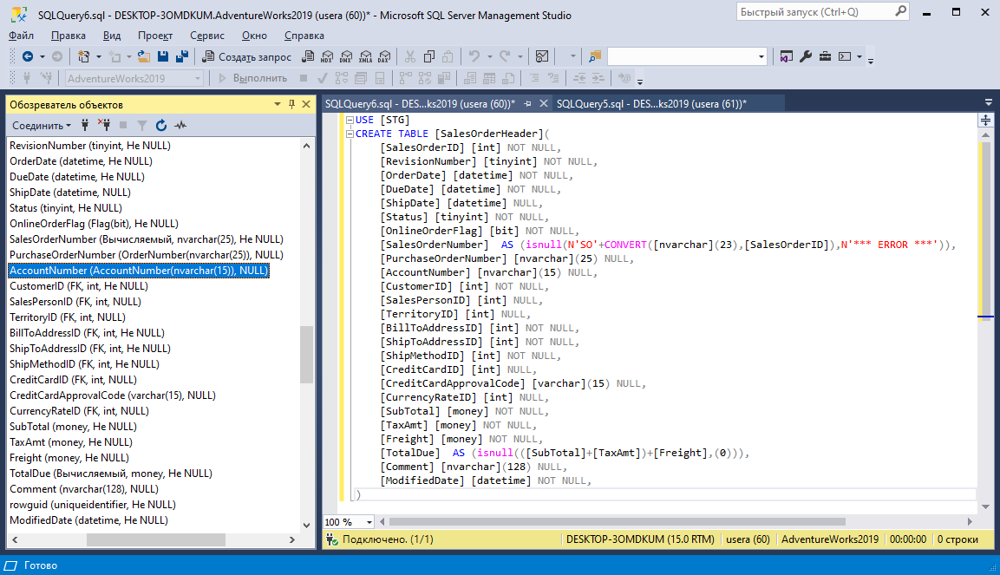 SQLQuery6.sql - DESKTOP-3OMDKUM.AdventureWorks2019 (usera (60))* - Microsoft SQL Server Management Studio
Быстрый запуск (Ctrl+Q)
Файл Правка Вид Проект Сервис Окно Справка
Создать запрос MDX DMX XMLA DAX
AdventureWorks2019 Выполнить
Обозреватель объектов
Соединить
RevisionNumber (tinyint, Не NULL)
OrderDate (datetime, Не NULL)
DueDate (datetime, Не NULL)
ShipDate (datetime, NULL)
Status (tinyint, Не NULL)
OnlineOrderFlag (Flag(bit), Не NULL)
SalesOrderNumber (Вычисляемый, nvarchar(25), Не NULL)
PurchaseOrderNumber (OrderNumber(nvarchar(25)), NULL)
AccountNumber (AccountNumber(nvarchar(15)), NULL)
CustomerID (FK, int, Не NULL)
SalesPersonID (FK, int, NULL)
TerritoryID (FK, int, NULL)
BillToAddressID (FK, int, Не NULL)
ShipToAddressID (FK, int, Не NULL)
ShipMethodID (FK, int, Не NULL)
CreditCardID (FK, int, NULL)
CreditCardApprovalCode (varchar(15), NULL)
CurrencyRateID (FK, int, NULL)
SubTotal (money, Не NULL)
TaxAmt (money, Не NULL)
Freight (money, Не NULL)
TotalDue (Вычисляемый, money, Не NULL)
Comment (nvarchar(128), NULL)
rowguid (uniqueidentifier, Не NULL)
ModifiedDate (datetime, Не NULL)
SQLQuery6.sql - DES...ks2019 (usera (60))* SQLQuery5.sql - DES...ks2019 (usera (61))*
USE [STG]
CREATE TABLE [SalesOrderHeader](
[SalesOrderID] [int] NOT NULL,
[RevisionNumber] [tinyint] NOT NULL,
[OrderDate] [datetime] NOT NULL,
[DueDate] [datetime] NOT NULL,
[ShipDate] [datetime] NULL,
[Status] [tinyint] NOT NULL,
[OnlineOrderFlag] [bit] NOT NULL,
[SalesOrderNumber]  AS (isnull(N'SO'+CONVERT([nvarchar](23),[SalesOrderID]),N'*** ERROR ***')),
[PurchaseOrderNumber] [nvarchar](25) NULL,
[AccountNumber] [nvarchar](15) NULL,
[CustomerID] [int] NOT NULL,
[SalesPersonID] [int] NULL,
[TerritoryID] [int] NULL,
[BillToAddressID] [int] NOT NULL,
[ShipToAddressID] [int] NOT NULL,
[ShipMethodID] [int] NOT NULL,
[CreditCardID] [int] NULL,
[CreditCardApprovalCode] [varchar](15) NULL,
[CurrencyRateID] [int] NULL,
[SubTotal] [money] NOT NULL,
[TaxAmt] [money] NOT NULL,
[Freight] [money] NOT NULL,
[TotalDue]  AS (isnull(([SubTotal]+[TaxAmt])+[Freight],(0))),
[Comment] [nvarchar](128) NULL,
[ModifiedDate] [datetime] NOT NULL,
)
100 %
Подключено. (1/1) DESKTOP-3OMDKUM (15.0 RTM) usera (60) AdventureWorks2019 00:00:00 0 строки
Готово